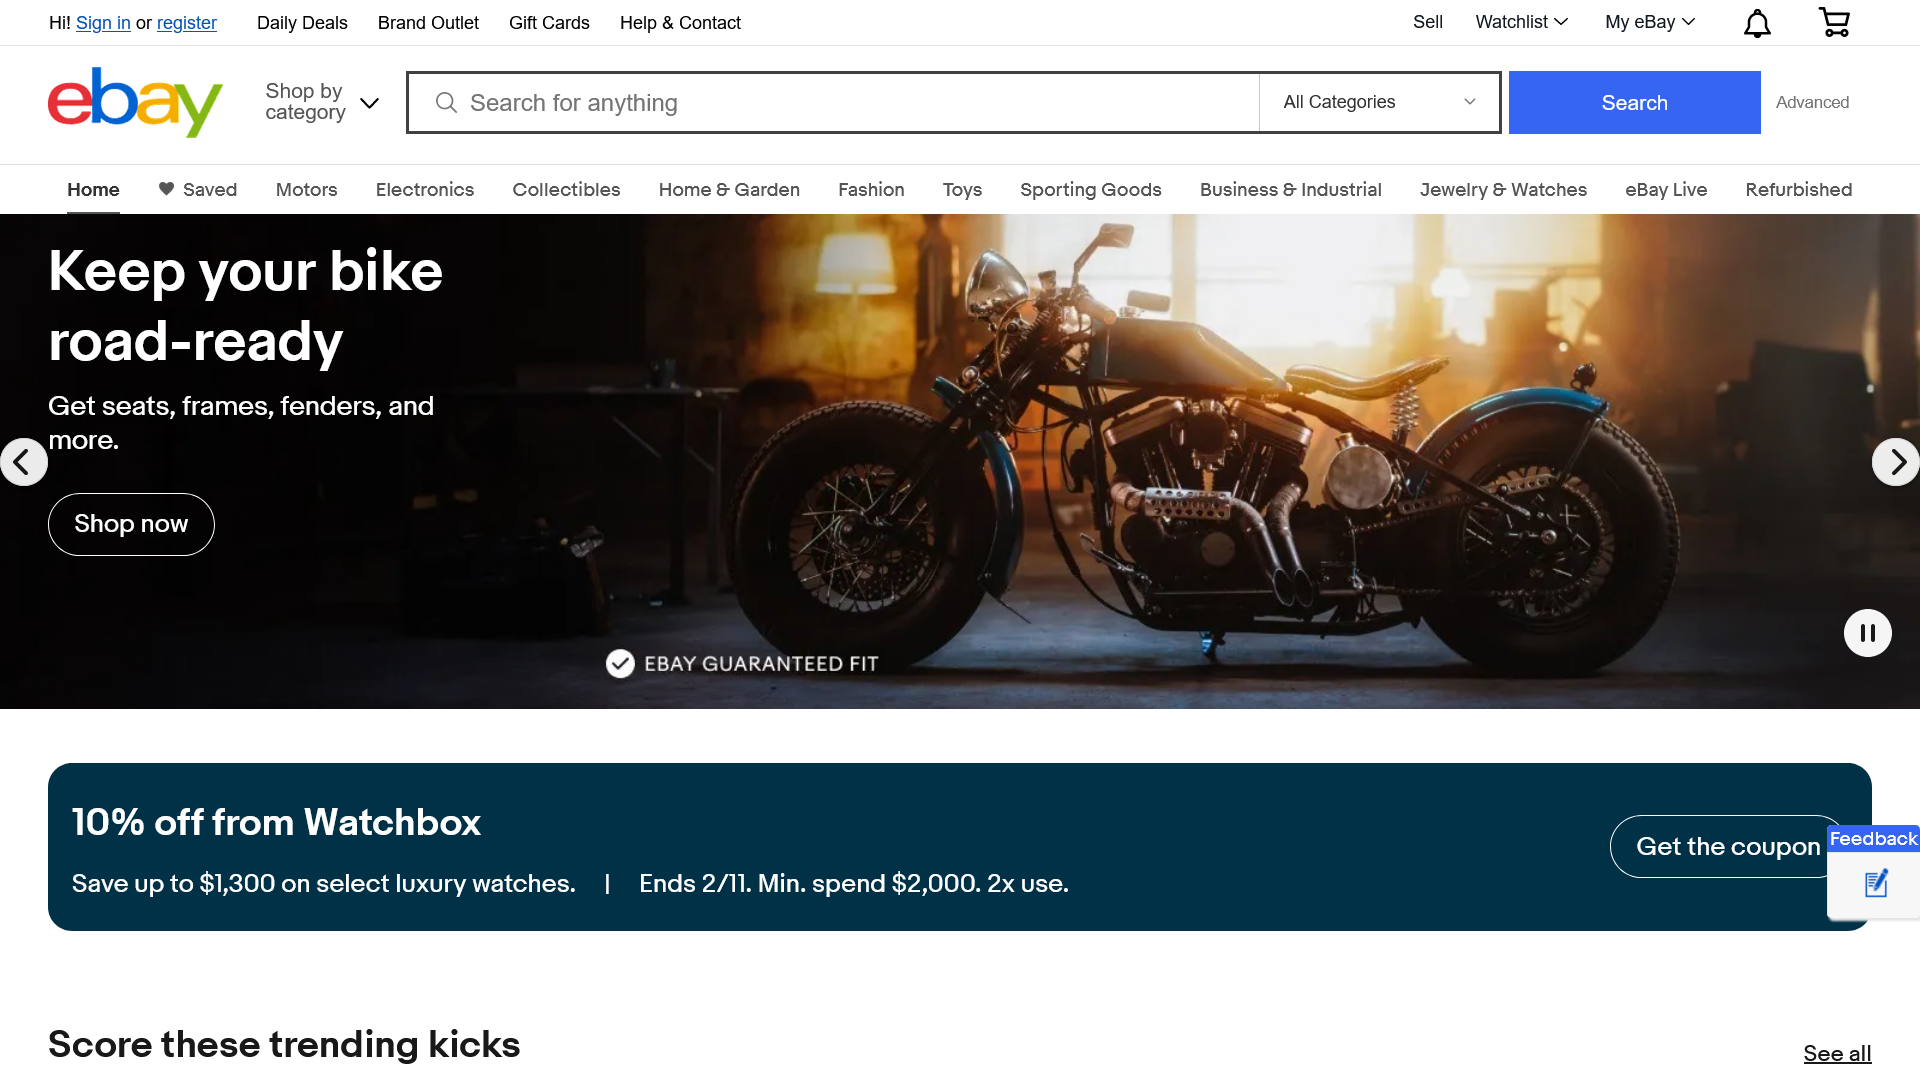 Hi! Sign in or register
Daily Deals
Brand Outlet
Gift Cards
Help & Contact
Sell
Watchlist
My eBay
ebay
Shop by
category
Search for anything
All Categories
Search
Advanced
Home
Saved
Motors
Electronics
Collectibles
Home & Garden
Fashion
Toys
Sporting Goods
Business & Industrial
Jewelry & Watches
eBay Live
Refurbished
Keep your bike
road-ready
Get seats, frames, fenders, and
more.
Shop now
EBAY GUARANTEED FIT
10% off from Watchbox
Save up to $1,300 on select luxury watches. | Ends 2/11. Min. spend $2,000. 2x use.
Get the coupon
Feedback
Score these trending kicks
See all